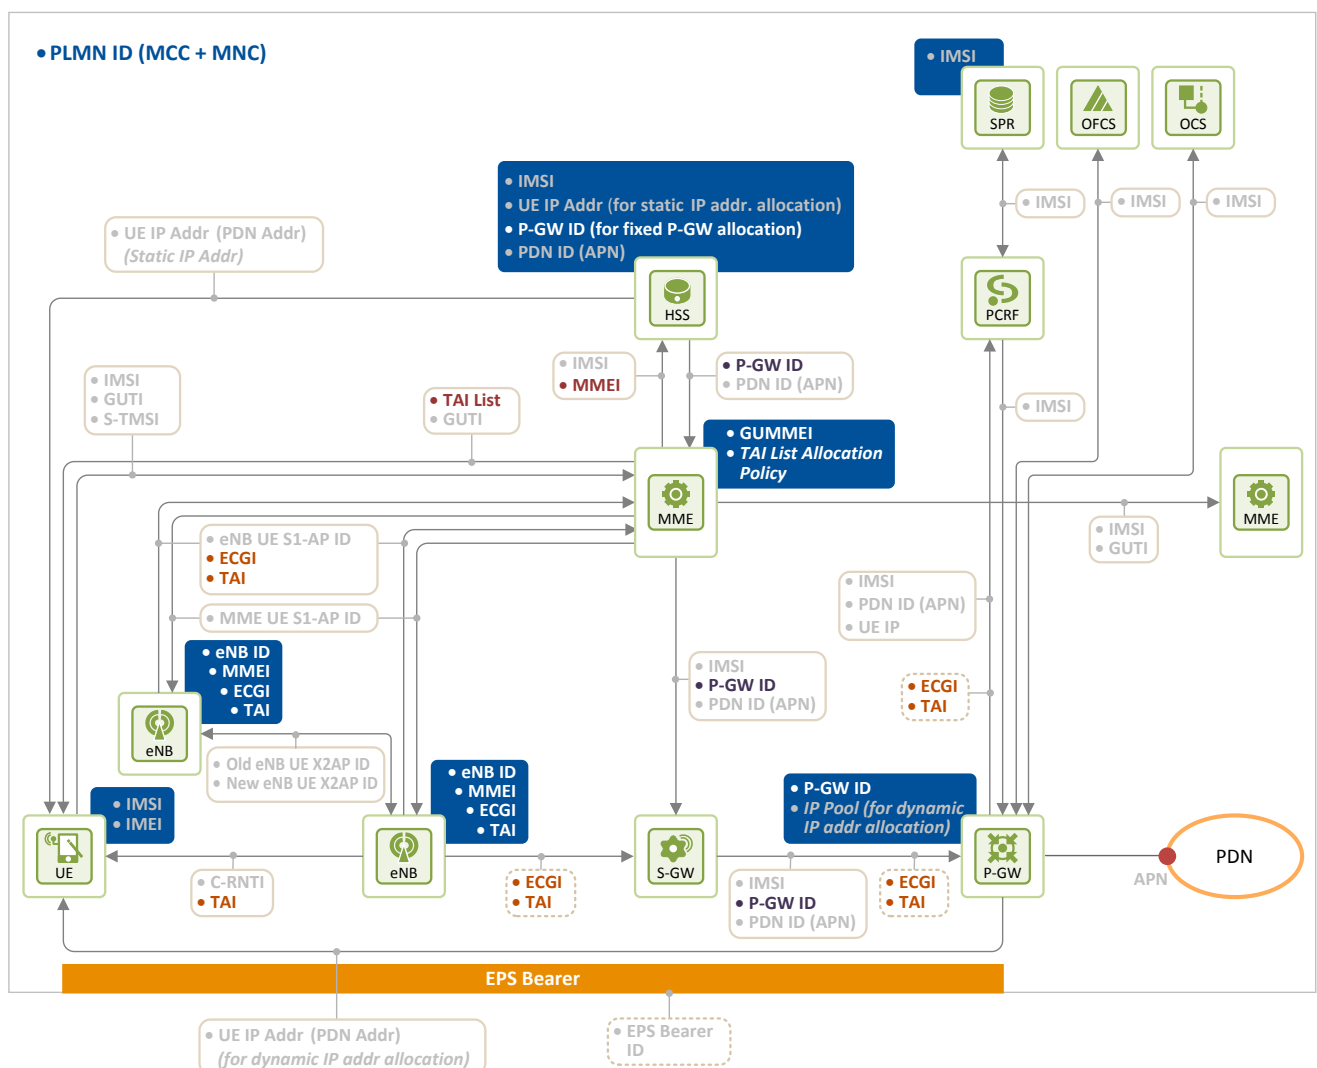 • PLMN ID (MCC + MNC)
• IMSI
SPR
OFCS
OCS
• IMSI
• UE IP Addr (for static IP addr. allocation)
• P-GW ID (for fixed P-GW allocation)
• PDN ID (APN)
• IMSI
• IMSI
• IMSI
• UE IP Addr (PDN Addr)
(Static IP Addr)
HSS
PCRF
• IMSI
• MMEI
• P-GW ID
• PDN ID (APN)
• IMSI
• GUTI
• S-TMSI
• TAI List
• GUTI
• IMSI
• GUMMEI
• TAI List Allocation
Policy
MME
MME
• eNB UE S1-AP ID
• ECGI
• TAI
• IMSI
• GUTI
• MME UE S1-AP ID
• IMSI
• PDN ID (APN)
• UE IP
• eNB ID
• MMEI
• ECGI
• TAI
eNB
• IMSI
• P-GW ID
• PDN ID (APN)
• ECGI
• TAI
• Old eNB UE X2AP ID
• New eNB UE X2AP ID
• eNB ID
• MMEI
• ECGI
• TAI
• P-GW ID
• IP Pool (for dynamic
IP addr allocation)
• IMSI
• IMEI
UE
eNB
S-GW
P-GW
PDN
APN
• C-RNTI
• TAI
• ECGI
• TAI
• IMSI
• P-GW ID
• PDN ID (APN)
• ECGI
• TAI
EPS Bearer
• UE IP Addr (PDN Addr)
(for dynamic IP addr allocation)
• EPS Bearer
ID